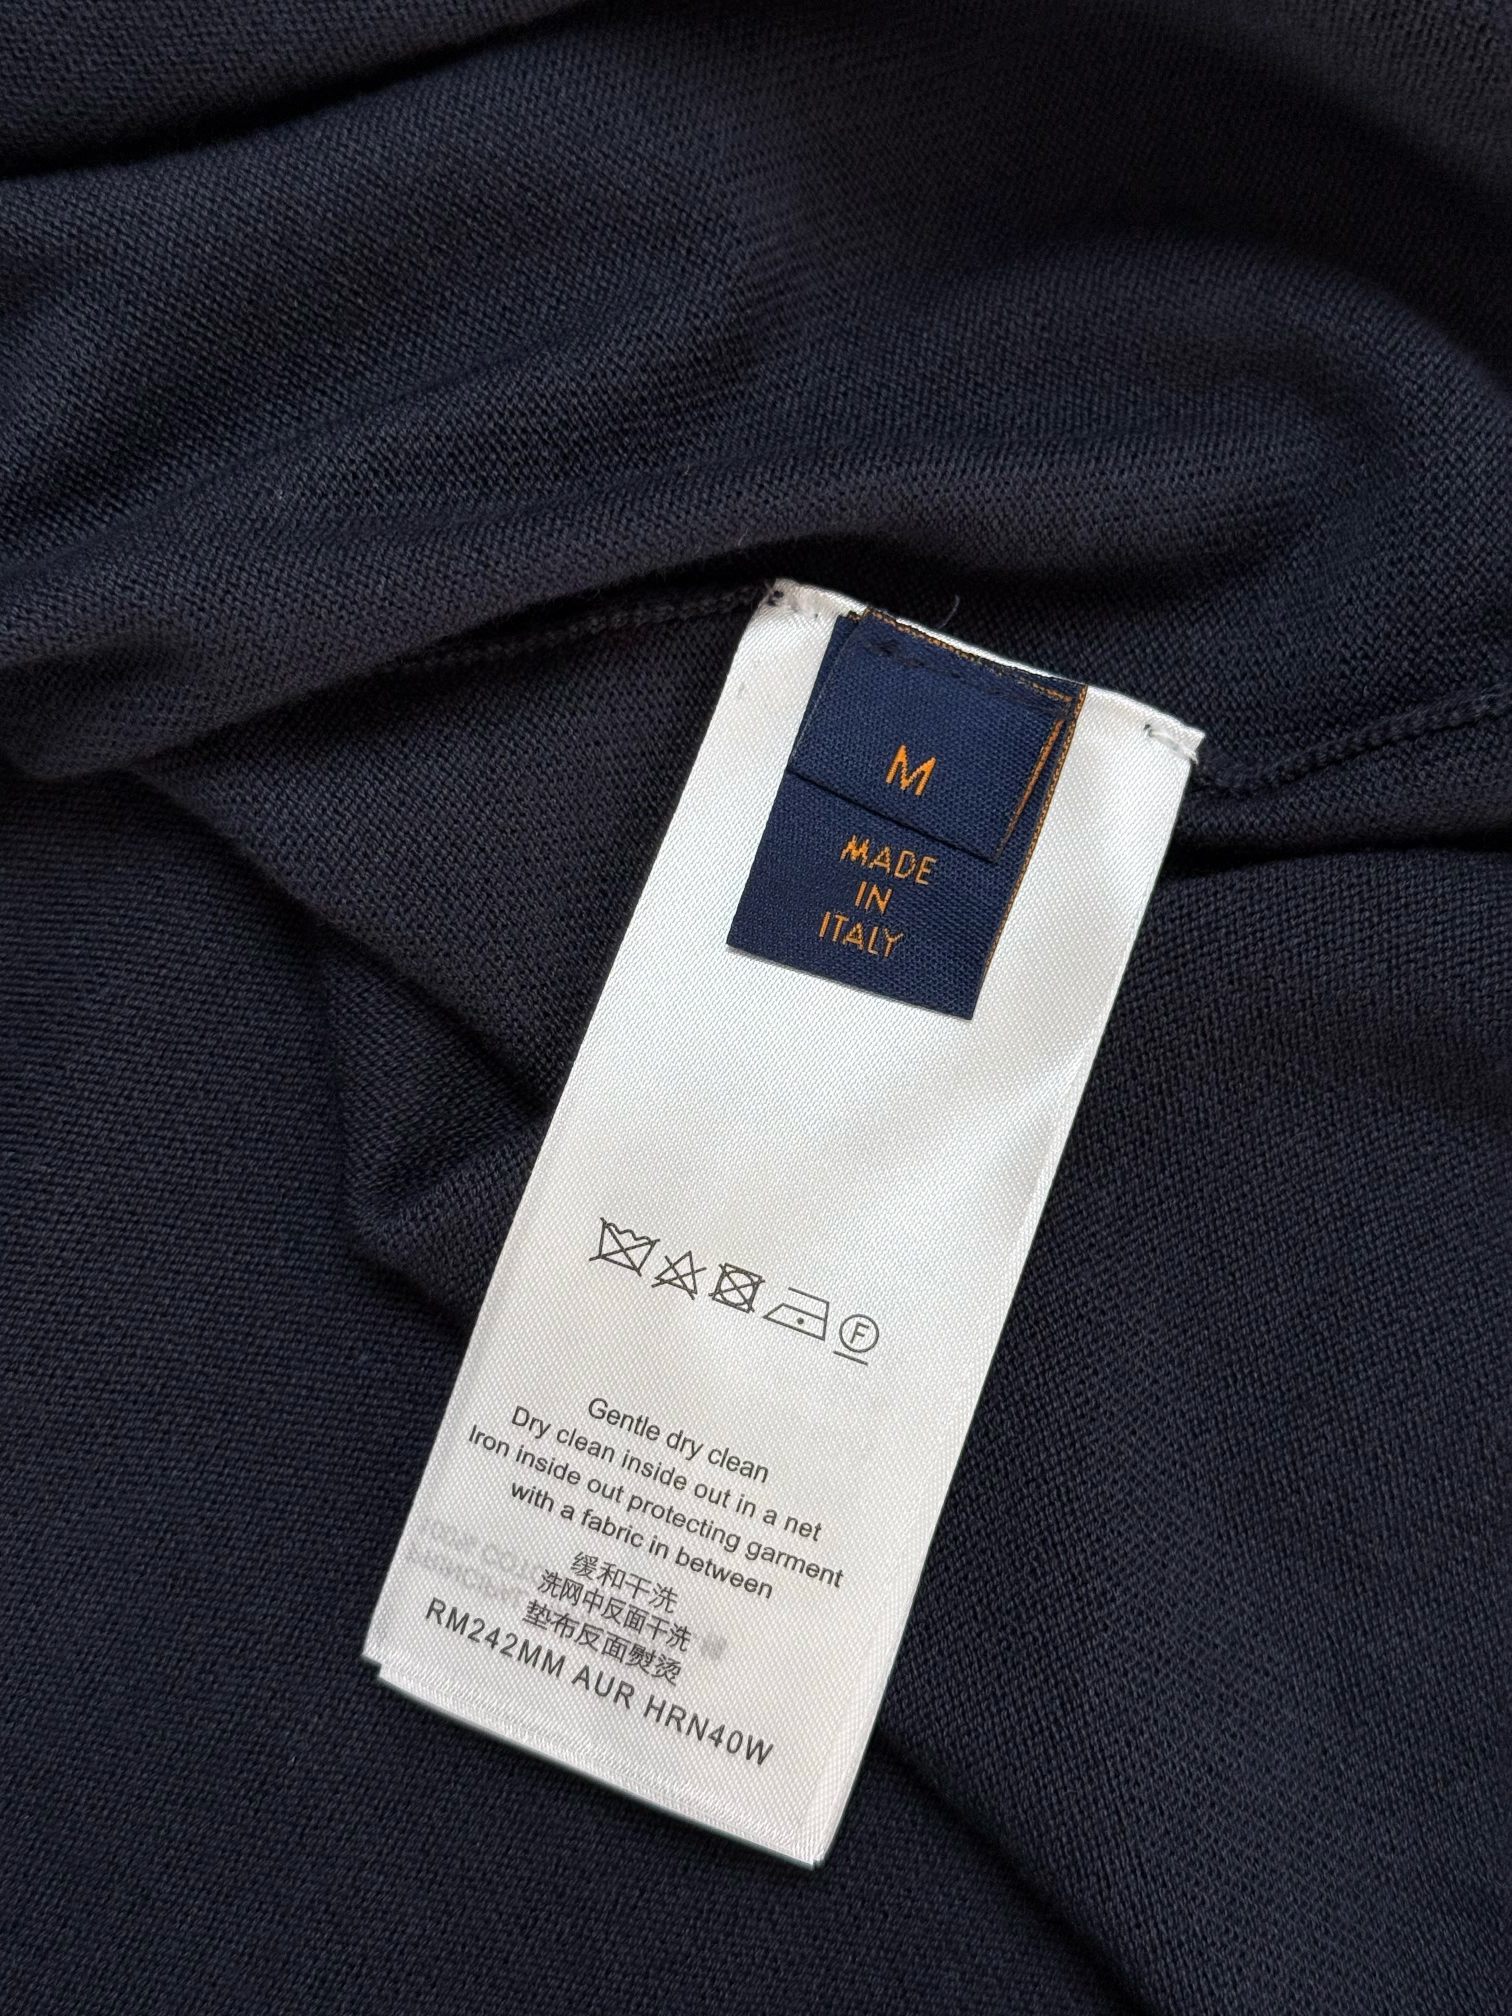 M
MADE
IN
ITALY
F
Gentle dry clean
Dry clean inside out in a net
Iron inside out protecting garment
with a fabric in between
缓和干洗
洗网中反面干洗
垫布反面熨烫
RM242MM AUR HRN40W